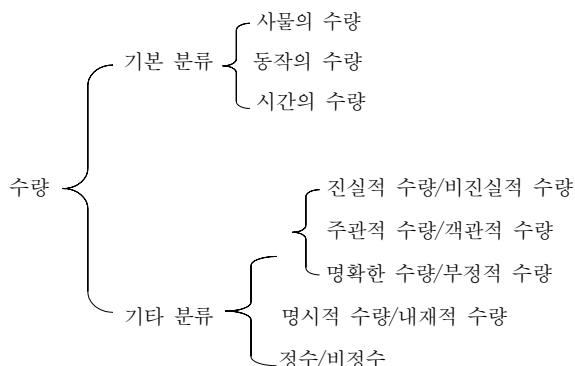 사물의 수량
기본 분류
동작의 수량
시간의 수량
수량
진실적 수량/비진실적 수량
주관적 수량/객관적 수량
명확한 수량/부정적 수량
기타 분류
명시적 수량/내재적 수량
정수/비정수